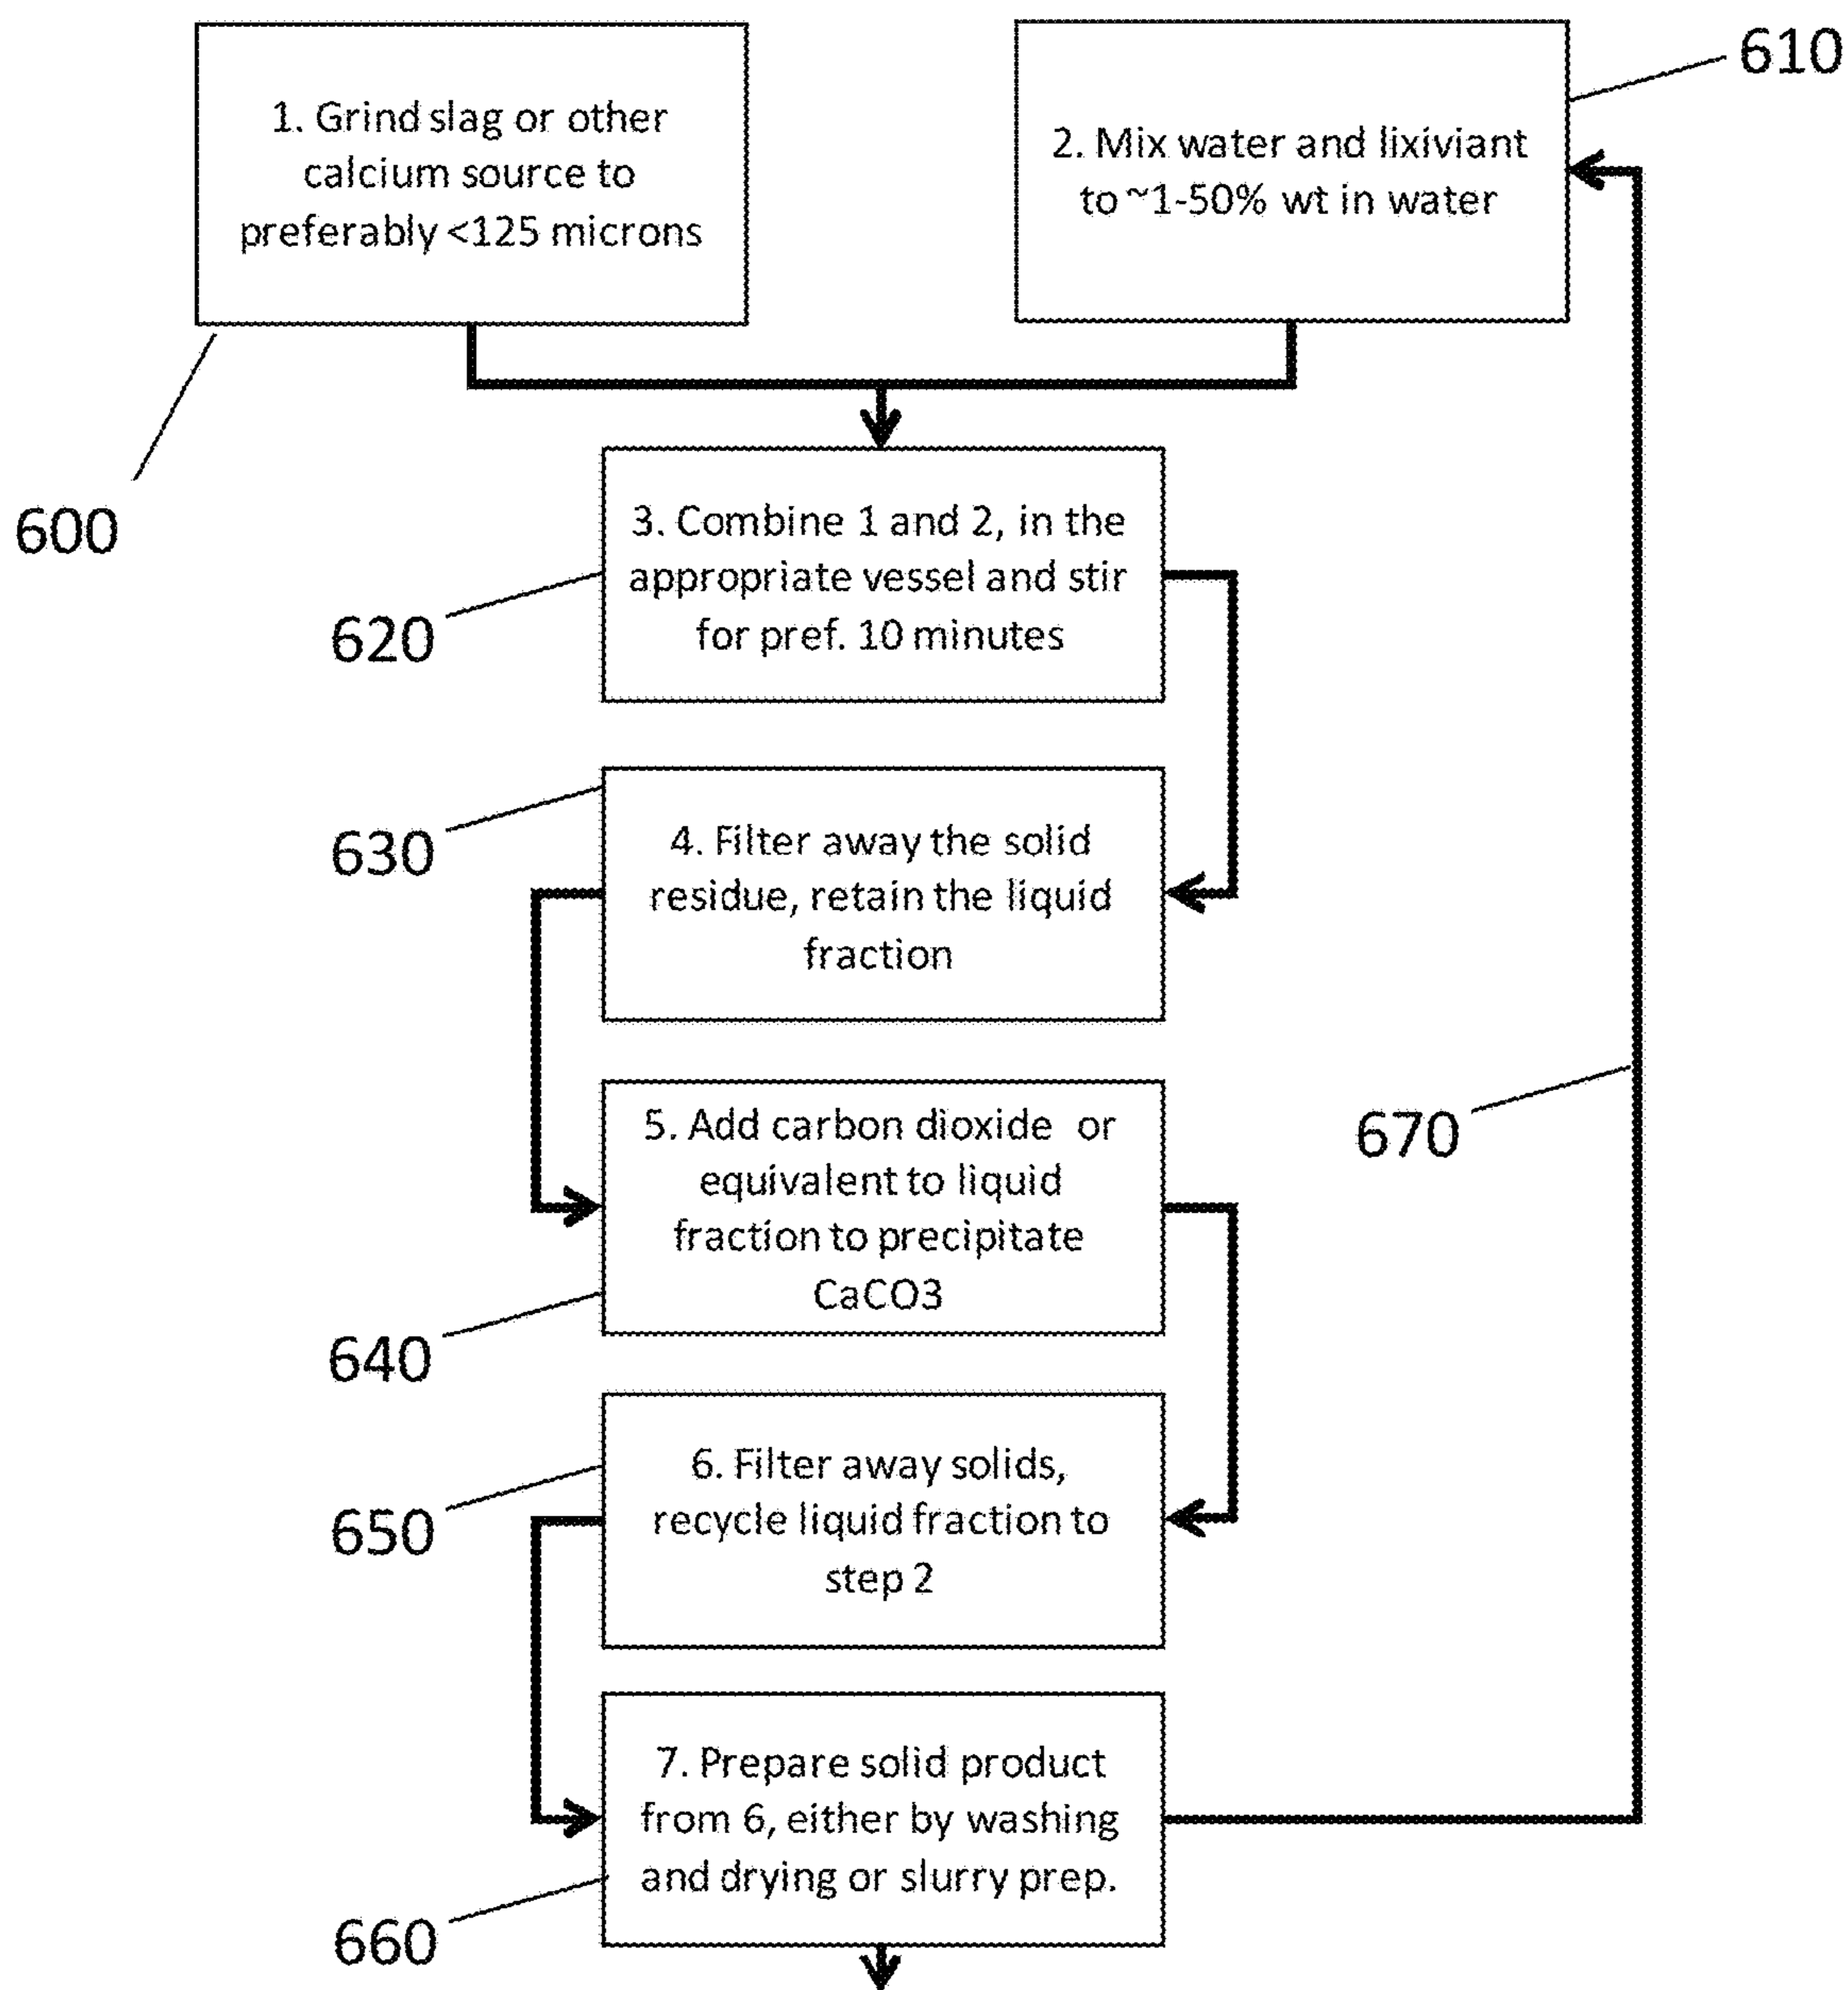 1. Grind slag or other
calcium source to
preferably <125 microns
610
2. Mix water and lixiviant
to ~1-50% wt in water
600
3. Combine 1 and 2, in the
appropriate vessel and stir
for pref. 10 minutes
620
4. Filter away the solid
residue, retain the liquid
fraction
630
5. Add carbon dioxide or
equivalent to liquid
fraction to precipitate
CaCO3
670
640
6. Filter away solids,
recycle liquid fraction to
step 2
650
7. Prepare solid product
from 6, either by washing
and drying or slurry prep.
660